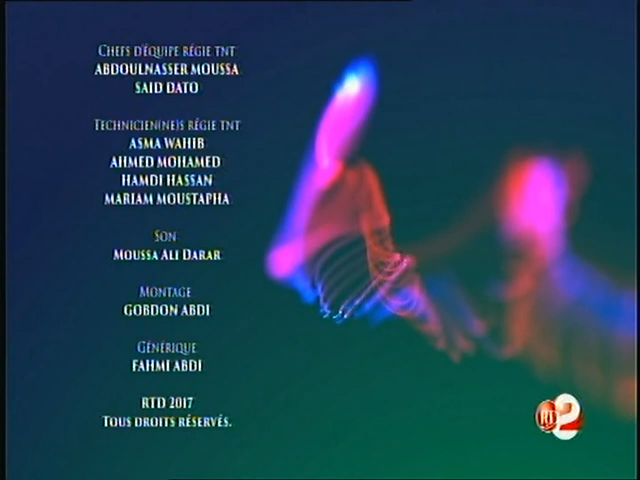 CHEFS D'ÉQUIPE RÉGIE TNT
ABDOULNASSER MOUSSA
SAID DATO
TECHNICIEN(NE)S RÉGIE TNT
ASMA WAHIB
AHMED MOHAMED
HAMDI HASSAN
MARIAM MOUSTAPHA
SON
MOUSSA ALI DARAR
MONTAGE
GOBDON ABDI
GÉNÉRIQUE
FAHMI ABDI
RTD 2017
TOUS DROITS RÉSERVÉS.
RTD 2